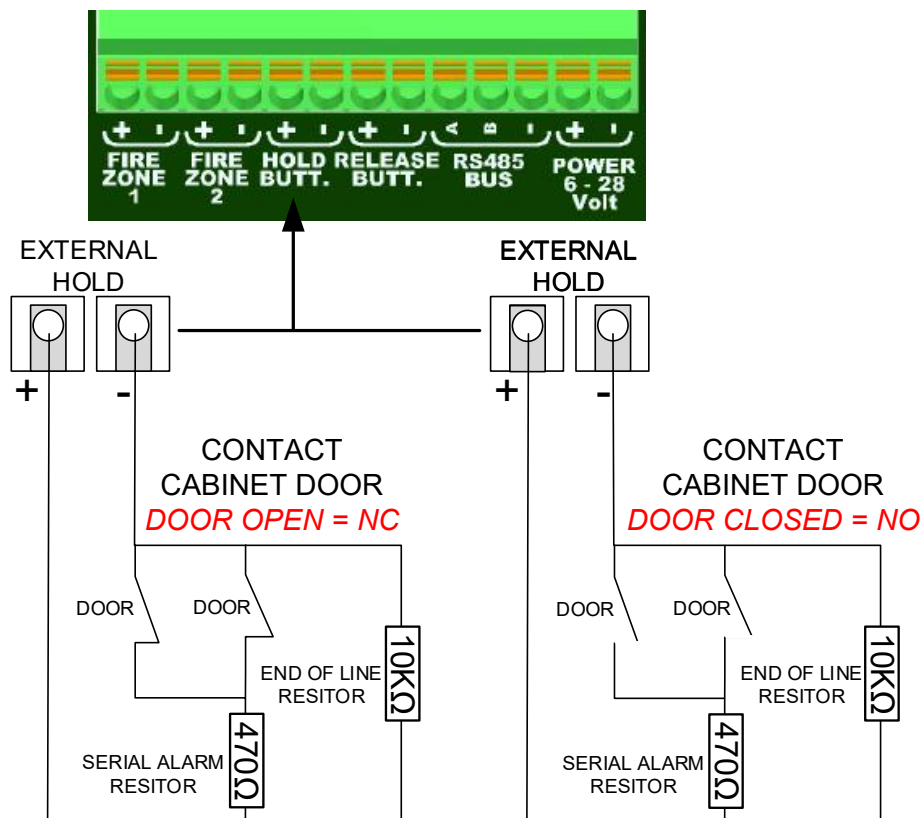 + - + - + - + - A B - + -
FIRE ZONE 1
FIRE ZONE 2
HOLD BUTT.
RELEASE BUTT.
RS485 BUS
POWER 6 - 28 Volt
EXTERNAL
HOLD
+ -
CONTACT
CABINET DOOR
DOOR OPEN = NC
DOOR
DOOR
END OF LINE
RESITOR
10KΩ
SERIAL ALARM
RESITOR
470Ω
EXTERNAL
HOLD
+ -
CONTACT
CABINET DOOR
DOOR CLOSED = NO
DOOR
DOOR
END OF LINE
RESITOR
10KΩ
SERIAL ALARM
RESITOR
470Ω